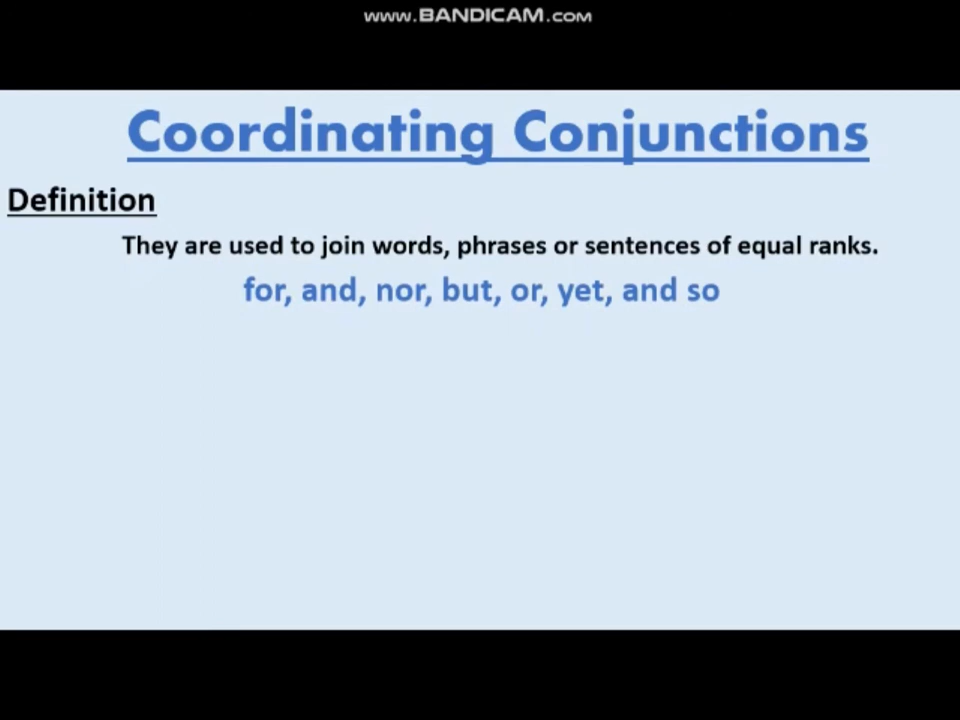 www.BANDICAM.com
Coordinating Conjunctions
Definition
They are used to join words, phrases or sentences of equal ranks.
for, and, nor, but, or, yet, and so